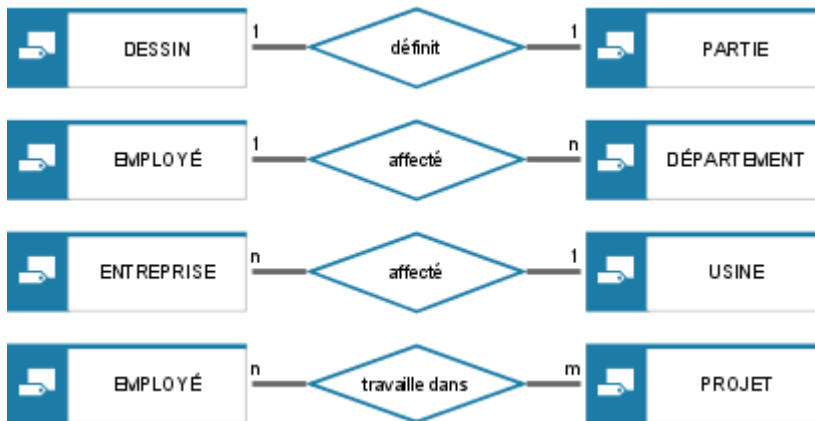 DESSIN 1 définit 1 PARTIE
EMPLOYÉ 1 affecté n DÉPARTEMENT
ENTREPRISE n affecté 1 USINE
EMPLOYÉ n travaille dans m PROJET